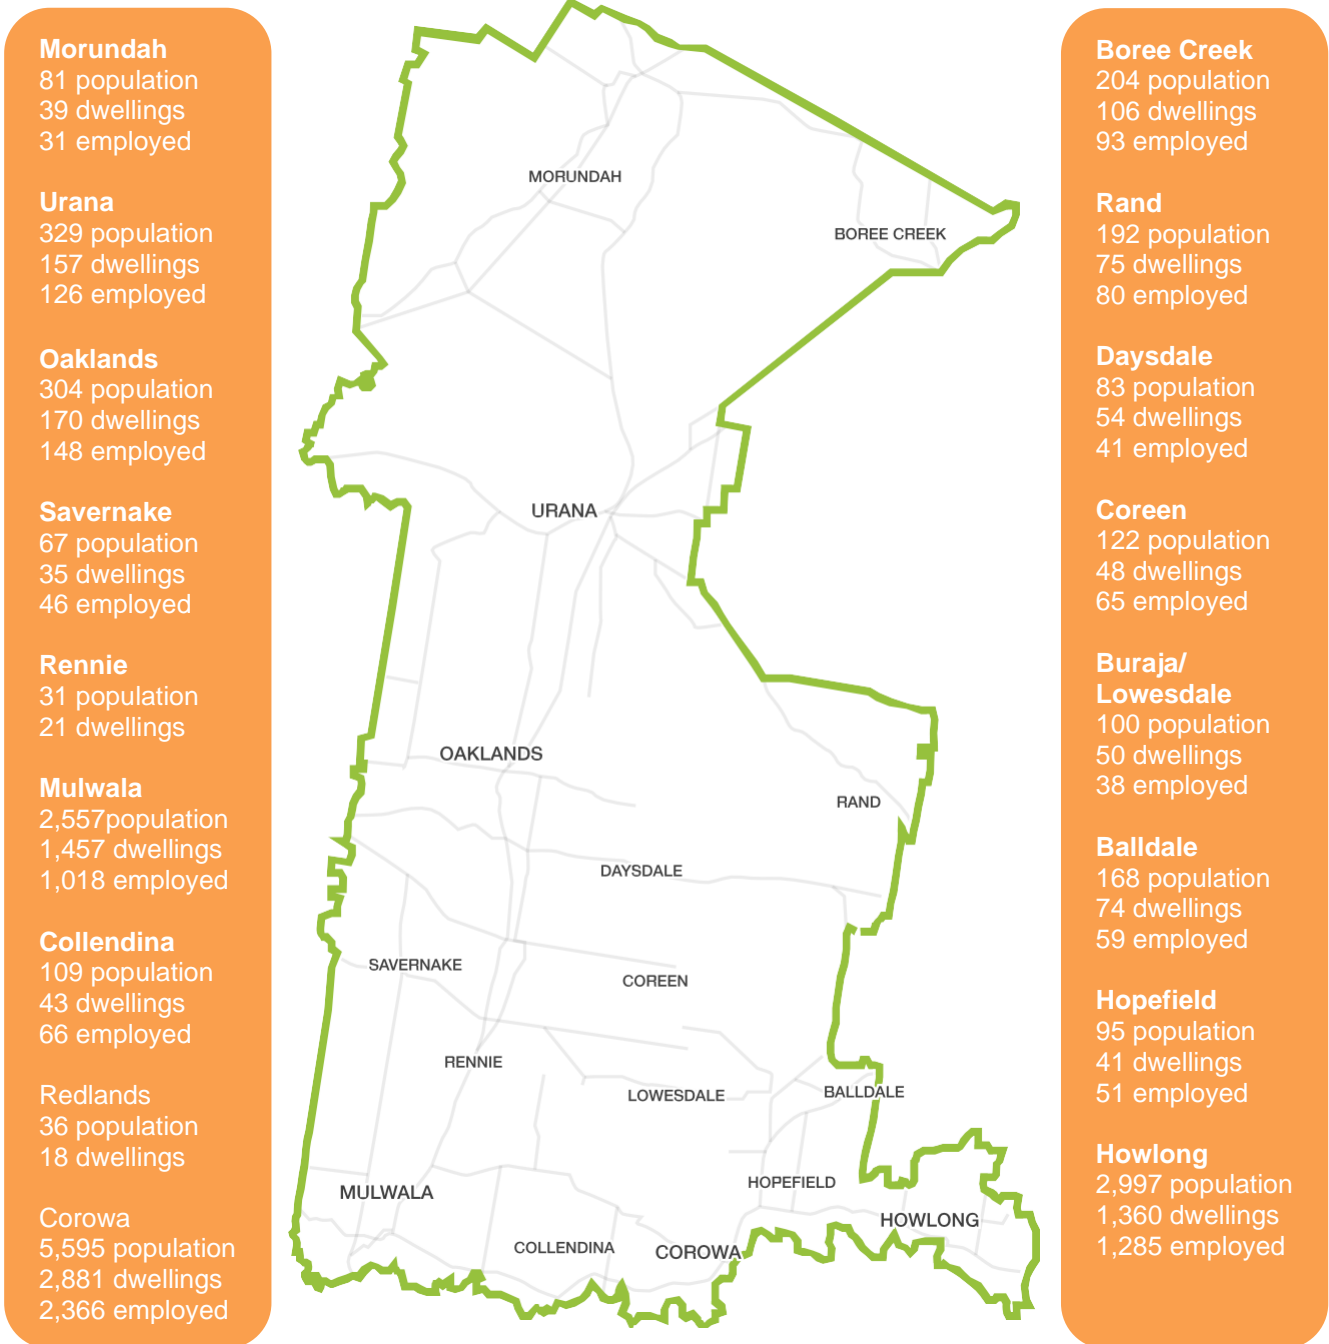 Morundah
81 population
39 dwellings
31 employed
Urana
329 population
157 dwellings
126 employed
Oaklands
304 population
170 dwellings
148 employed
Savernake
67 population
35 dwellings
46 employed
Rennie
31 population
21 dwellings
Mulwala
2,557population
1,457 dwellings
1,018 employed
Collendina
109 population
43 dwellings
66 employed
Redlands
36 population
18 dwellings
Corowa
5,595 population
2,881 dwellings
2,366 employed
MORUNDAH
BOREE CREEK
URANA
OAKLANDS
RAND
DAYSDALE
SAVERNAKE
COREEN
RENNIE
LOWESDALE
BALLDALE
HOPEFIELD
MULWALA
HOWLONG
COLLENDINA
COROWA
Boree Creek
204 population
106 dwellings
93 employed
Rand
192 population
75 dwellings
80 employed
Daysdale
83 population
54 dwellings
41 employed
Coreen
122 population
48 dwellings
65 employed
Buraja/
Lowesdale
100 population
50 dwellings
38 employed
Balldale
168 population
74 dwellings
59 employed
Hopefield
95 population
41 dwellings
51 employed
Howlong
2,997 population
1,360 dwellings
1,285 employed